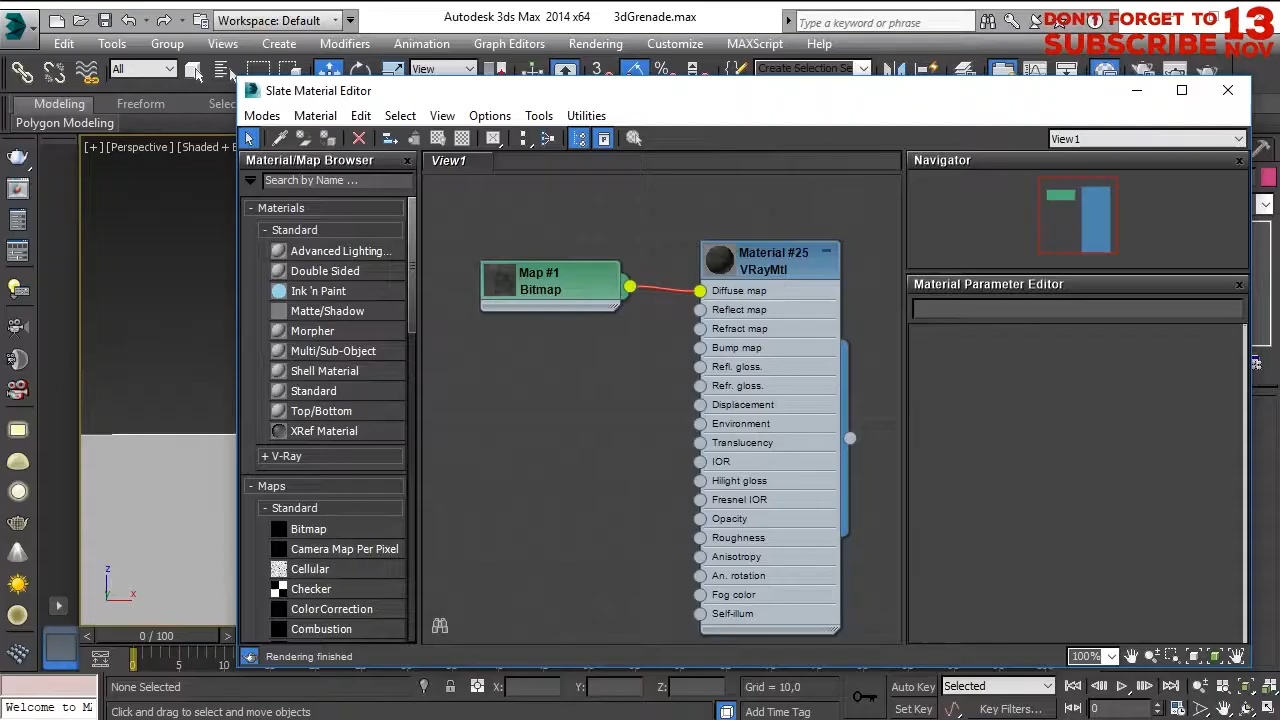 Workspace: Default
Autodesk 3ds Max 2014 x64
3dGrenade.max
Type a keyword or phrase
DON'T FORGET TO
SUBSCRIBE
13
NOV
Edit Tools Group Views Create Modifiers Animation Graph Editors Rendering Customize MAXScript Help
All
View
Create Selection Se
Modeling Freeform Selec
Polygon Modeling
[+] [Perspective] [Shaded + E
Slate Material Editor
Modes Material Edit Select View Options Tools Utilities
View1
Material/Map Browser
Search by Name ...
- Materials
- Standard
Advanced Lighting...
Double Sided
Ink 'n Paint
Matte/Shadow
Morpher
Multi/Sub-Object
Shell Material
Standard
Top/Bottom
XRef Material
+ V-Ray
- Maps
- Standard
Bitmap
Camera Map Per Pixel
Cellular
Checker
ColorCorrection
Combustion
View1
Map #1
Bitmap
Material #25
VRayMtl
Diffuse map
Reflect map
Refract map
Bump map
Refl. gloss.
Refr. gloss.
Displacement
Environment
Translucency
IOR
Hilight gloss
Fresnel IOR
Opacity
Roughness
Anisotropy
An. rotation
Fog color
Self-illum
Navigator
Material Parameter Editor
z
y
x
0 / 100
Rendering finished
100%
0 5 10
None Selected
X: Y: Z:
Grid = 10,0
Auto Key
Selected
Welcome to M
Click and drag to select and move objects
Add Time Tag
Set Key
Key Filters...
0